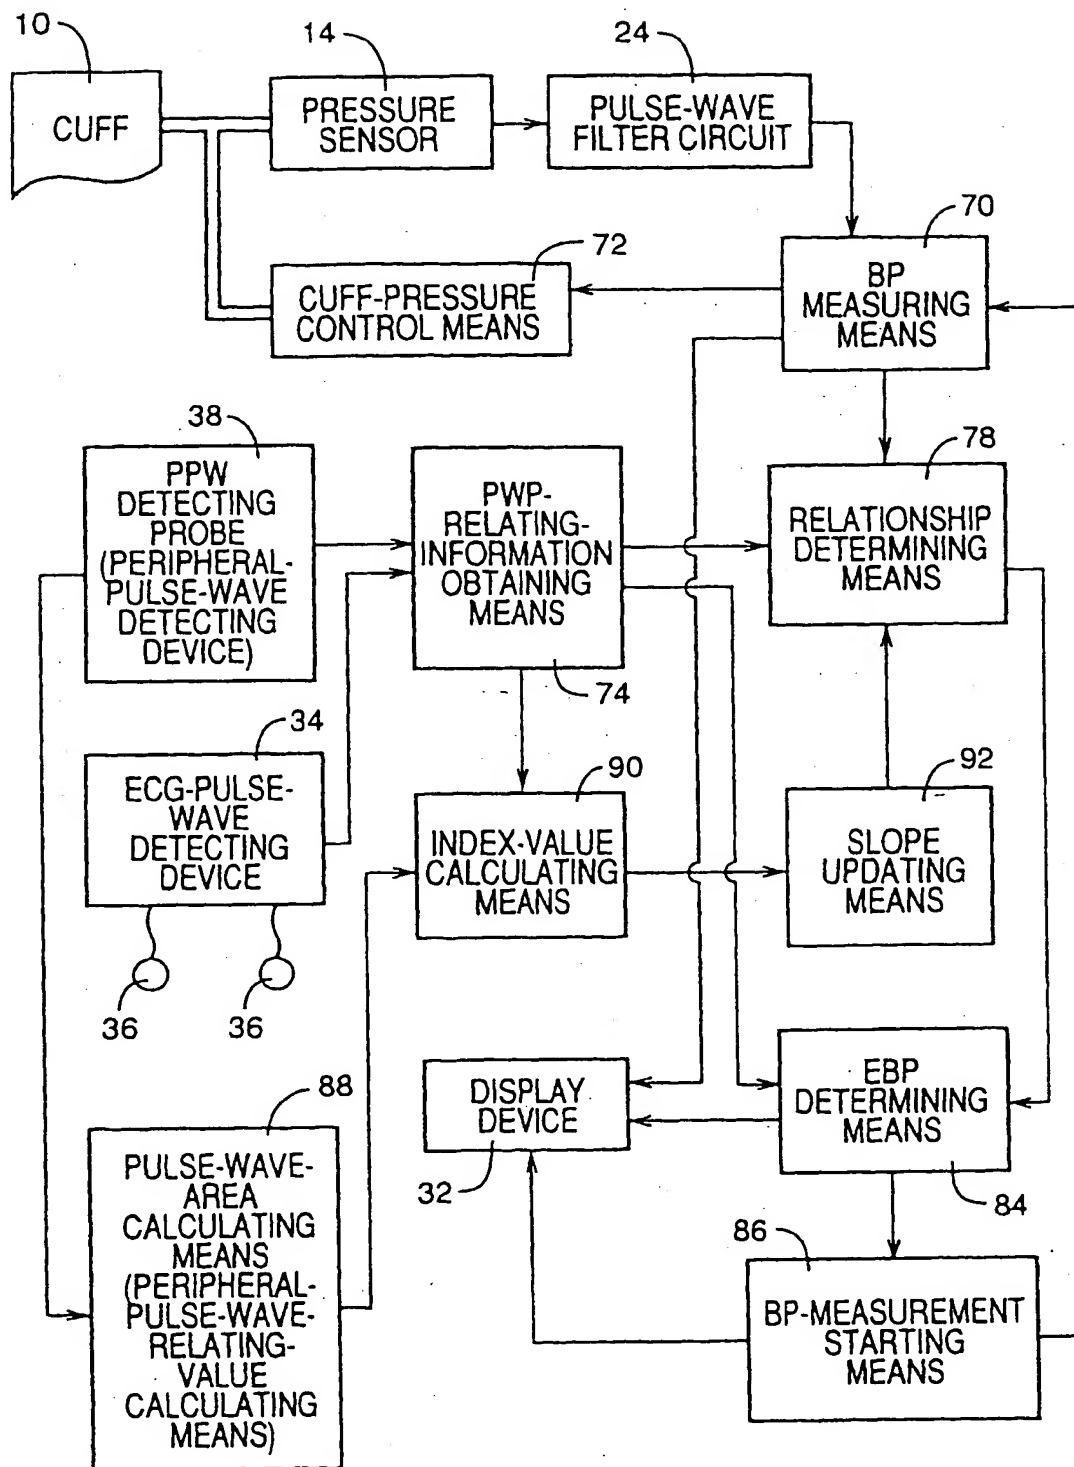 10
14
24
CUFF
PRESSURE
SENSOR
PULSE-WAVE
FILTER CIRCUIT
70
72
BP
MEASURING
MEANS
CUFF-PRESSURE
CONTROL MEANS
38
78
PPW
DETECTING
PROBE
(PERIPHERAL-
PULSE-WAVE
DETECTING
DEVICE)
PWP-
RELATING-
INFORMATION
OBTAINING
MEANS
RELATIONSHIP
DETERMINING
MEANS
74
34
90
92
ECG-PULSE-
WAVE
DETECTING
DEVICE
INDEX-VALUE
CALCULATING
MEANS
SLOPE
UPDATING
MEANS
36
36
88
DISPLAY
DEVICE
EBP
DETERMINING
MEANS
32
84
86
PULSE-WAVE-
AREA
CALCULATING
MEANS
(PERIPHERAL-
PULSE-WAVE-
RELATING-
VALUE
CALCULATING
MEANS)
BP-MEASUREMENT
STARTING
MEANS